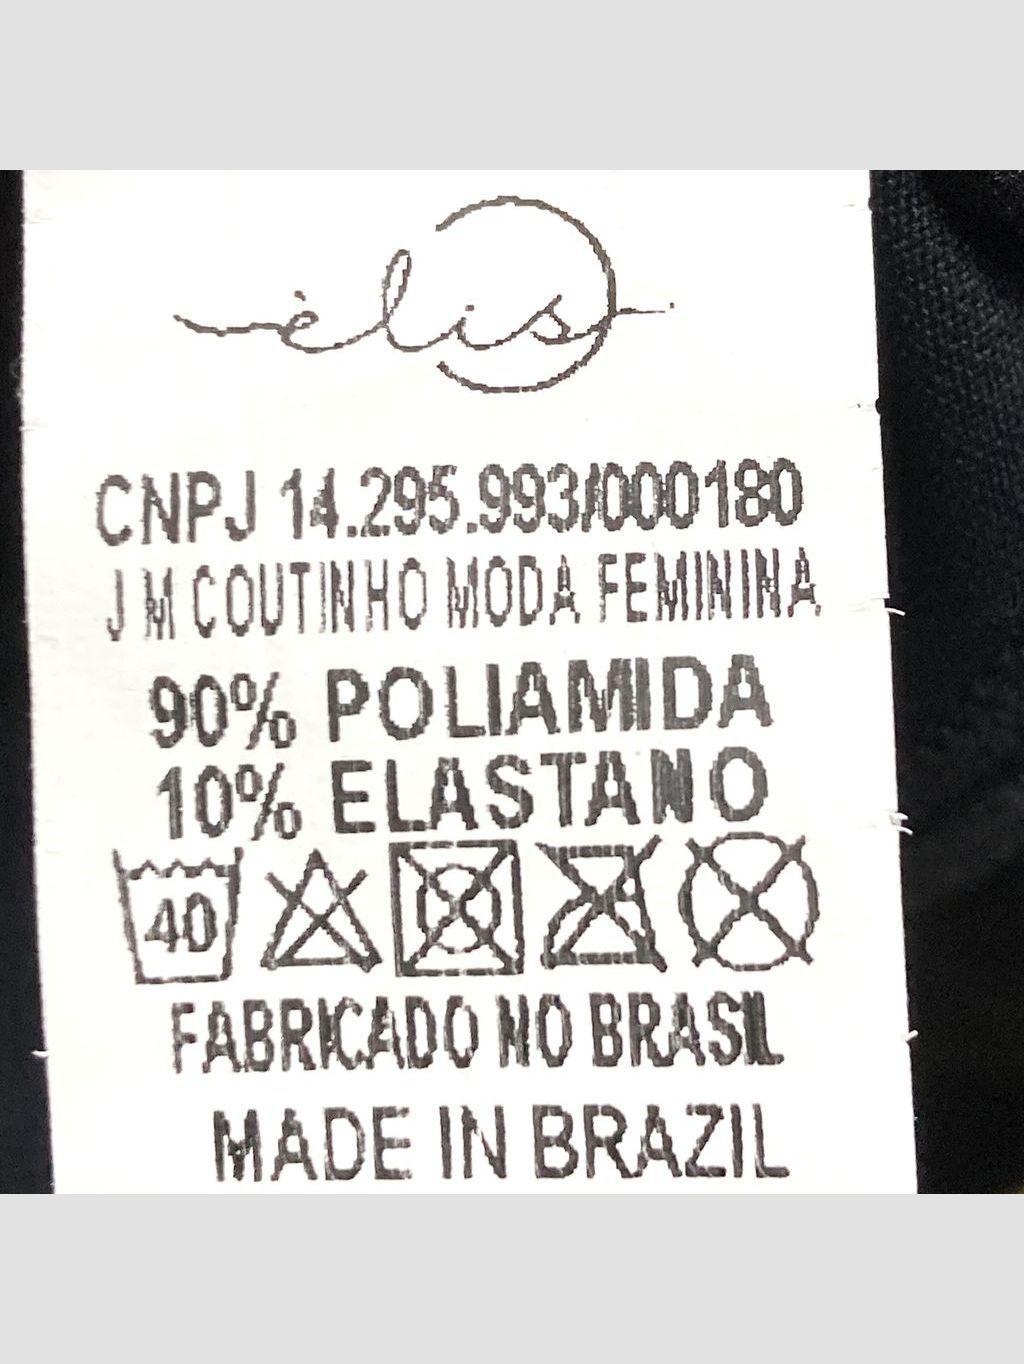 èlis
CNPJ 14.295.993/000180
J M COUTINHO MODA FEMININA
90% POLIAMIDA
10% ELASTANO
40
FABRICADO NO BRASIL
MADE IN BRAZIL